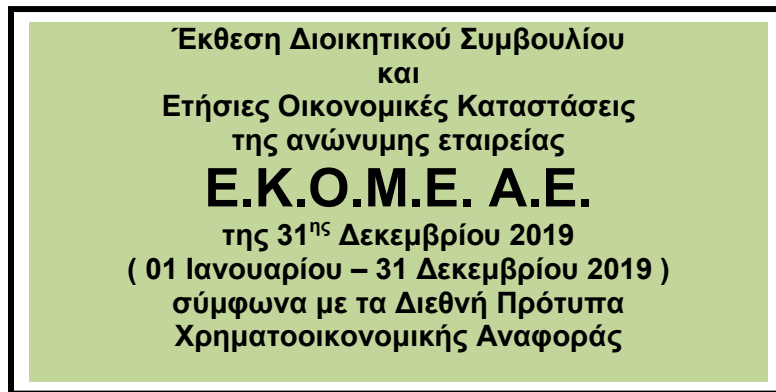 Έκθεση Διοικητικού Συμβουλίου
και
Ετήσιες Οικονομικές Καταστάσεις
της ανώνυμης εταιρείας
Ε.Κ.Ο.Μ.Ε. Α.Ε.
της 31ης Δεκεμβρίου 2019
( 01 Ιανουαρίου – 31 Δεκεμβρίου 2019 )
σύμφωνα με τα Διεθνή Πρότυπα
Χρηματοοικονομικής Αναφοράς